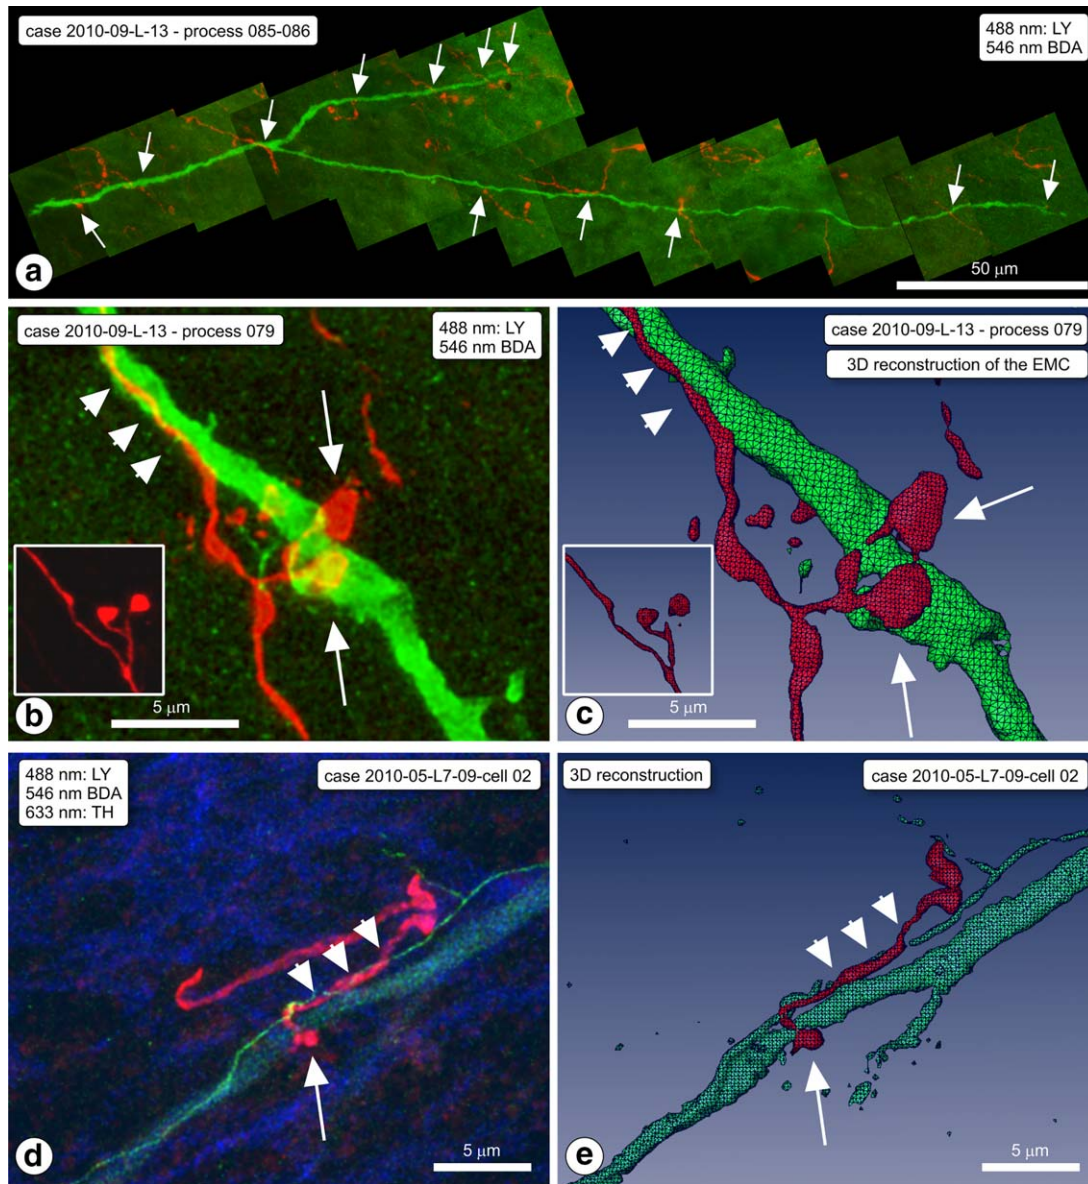 case 2010-09-L-13 - process 085-086
488 nm: LY
546 nm BDA
a
50 μm
case 2010-09-L-13 - process 079
488 nm: LY
546 nm BDA
b
5 μm
case 2010-09-L-13 - process 079
3D reconstruction of the EMC
c
5 μm
488 nm: LY
546 nm BDA
633 nm: TH
case 2010-05-L7-09-cell 02
d
5 μm
3D reconstruction
case 2010-05-L7-09-cell 02
e
5 μm